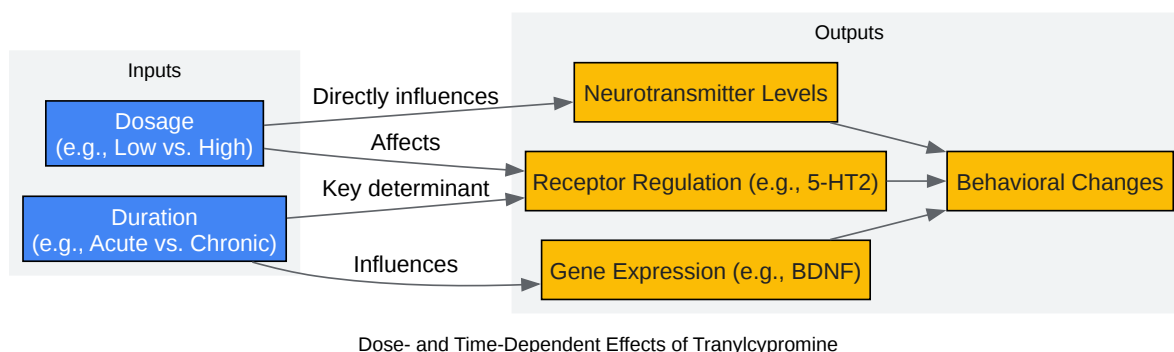 Inputs
Outputs
Dosage
(e.g., Low vs. High)
Duration
(e.g., Acute vs. Chronic)
Directly influences
Affects
Key determinant
Influences
Neurotransmitter Levels
Receptor Regulation (e.g., 5-HT2)
Gene Expression (e.g., BDNF)
Behavioral Changes
Dose- and Time-Dependent Effects of Tranylcypromine